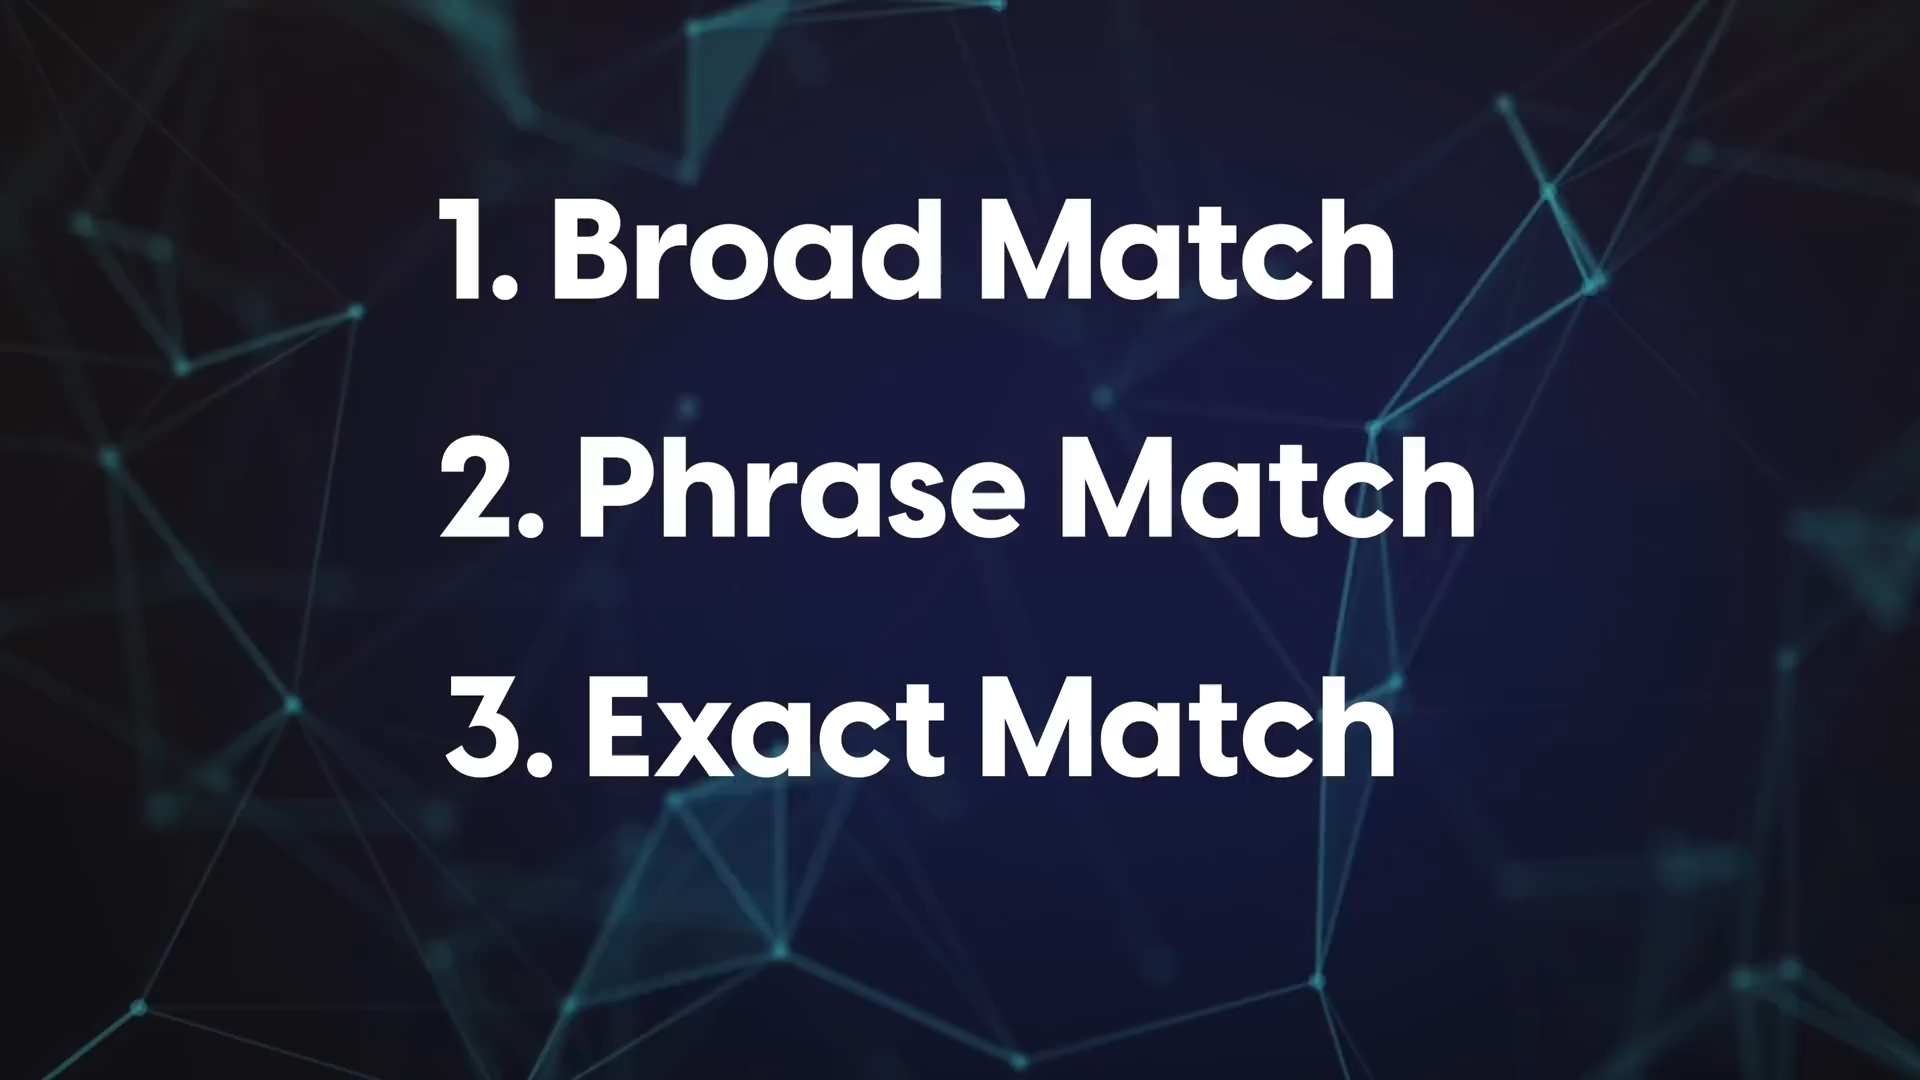 1. Broad Match
2. Phrase Match
3. Exact Match